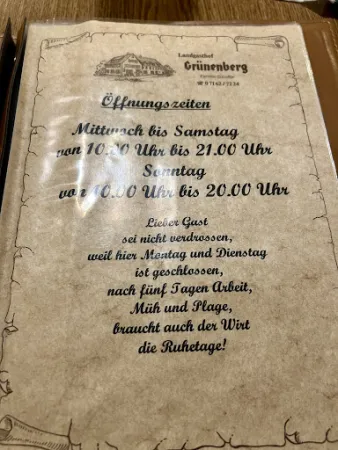 Landgasthof
Grünenberg
Öffnungszeiten
Mittwoch bis Samstag
von 10.00 Uhr bis 21.00 Uhr
Sonntag
von 10.00 Uhr bis 20.00 Uhr
Lieber Gast
sei nicht verdrossen,
weil hier Montag und Dienstag
ist geschlossen,
nach fünf Tagen Arbeit,
Müh und Plage,
braucht auch der Wirt
die Ruhetage!